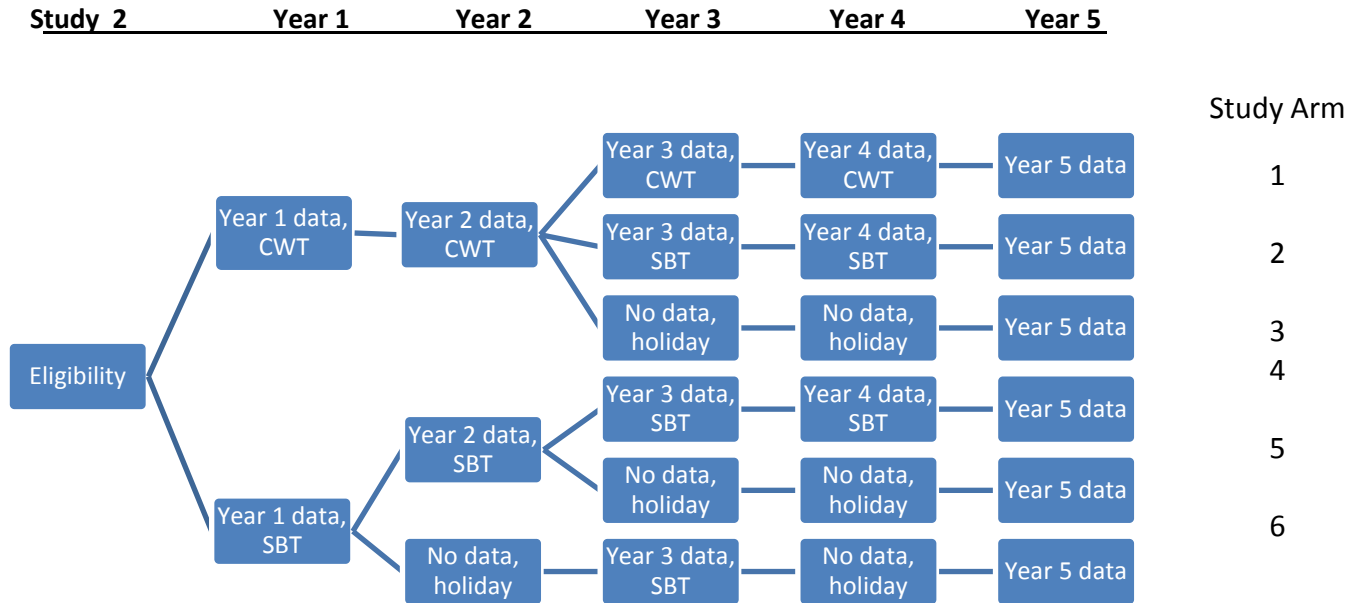 Study 2 Year 1 Year 2 Year 3 Year 4 Year 5
Study Arm
Year 3 data,
CWT
Year 4 data,
CWT
Year 5 data
1
Year 1 data,
CWT
Year 2 data,
CWT
Year 3 data,
SBT
Year 4 data,
SBT
Year 5 data
2
No data,
holiday
No data,
holiday
Year 5 data
3
Eligibility
4
Year 3 data,
SBT
Year 4 data,
SBT
Year 5 data
Year 2 data,
SBT
5
No data,
holiday
No data,
holiday
Year 5 data
Year 1 data,
SBT
6
No data,
holiday
Year 3 data,
SBT
No data,
holiday
Year 5 data